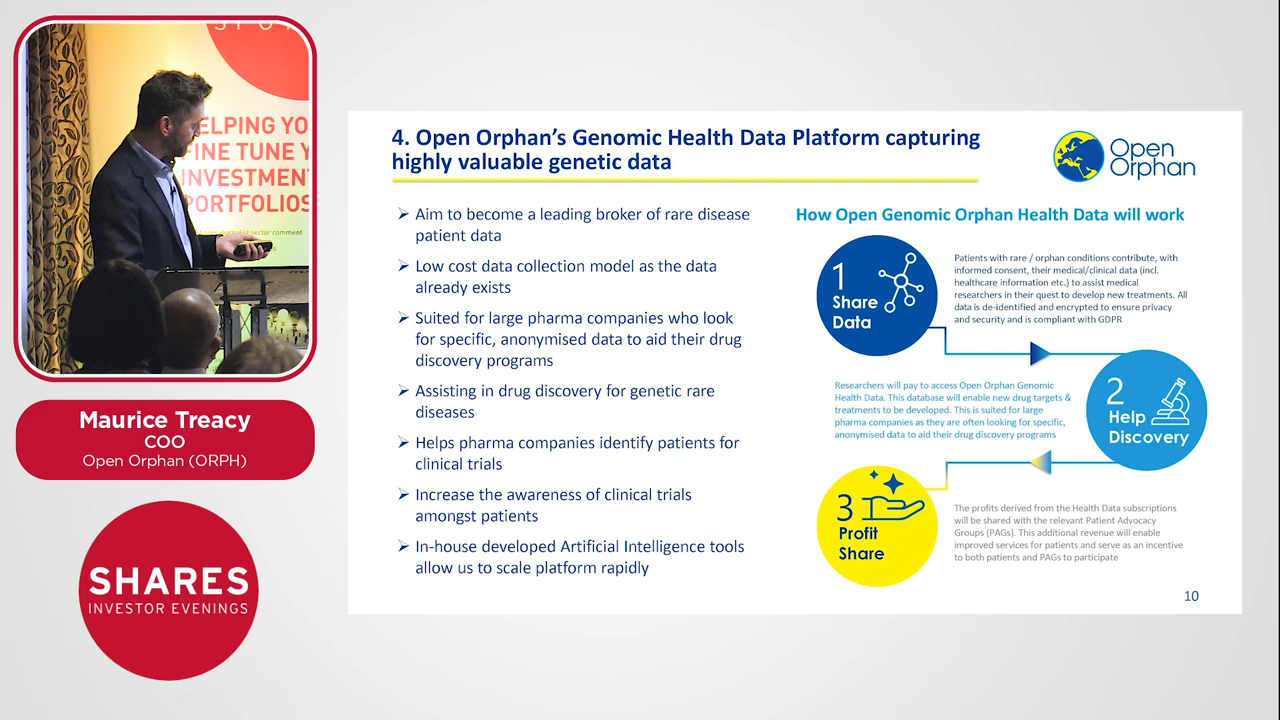 ELPING YO
FINE TUNE Y
INVESTMEN
PORTFOLIOS
journalist sector comment
Maurice Treacy
COO
Open Orphan (ORPH)
SHARES
INVESTOR EVENINGS
4. Open Orphan's Genomic Health Data Platform capturing
highly valuable genetic data
Open
Orphan
➢ Aim to become a leading broker of rare disease
patient data
➢ Low cost data collection model as the data
already exists
➢ Suited for large pharma companies who look
for specific, anonymised data to aid their drug
discovery programs
➢ Assisting in drug discovery for genetic rare
diseases
➢ Helps pharma companies identify patients for
clinical trials
➢ Increase the awareness of clinical trials
amongst patients
➢ In-house developed Artificial Intelligence tools
allow us to scale platform rapidly
How Open Genomic Orphan Health Data will work
1
Share
Data
Patients with rare / orphan conditions contribute, with
informed consent, their medical/clinical data (incl.
healthcare information etc.) to assist medical
researchers in their quest to develop new treatments. All
data is de-identified and encrypted to ensure privacy
and security and is compliant with GDPR
Researchers will pay to access Open Orphan Genomic
Health Data. This database will enable new drug targets &
treatments to be developed. This is suited for large
pharma companies as they are often looking for specific,
anonymised data to aid their drug discovery programs
2
Help
Discovery
3
Profit
Share
The profits derived from the Health Data subscriptions
will be shared with the relevant Patient Advocacy
Groups (PAGs). This additional revenue will enable
improved services for patients and serve as an incentive
to both patients and PAGs to participate
10